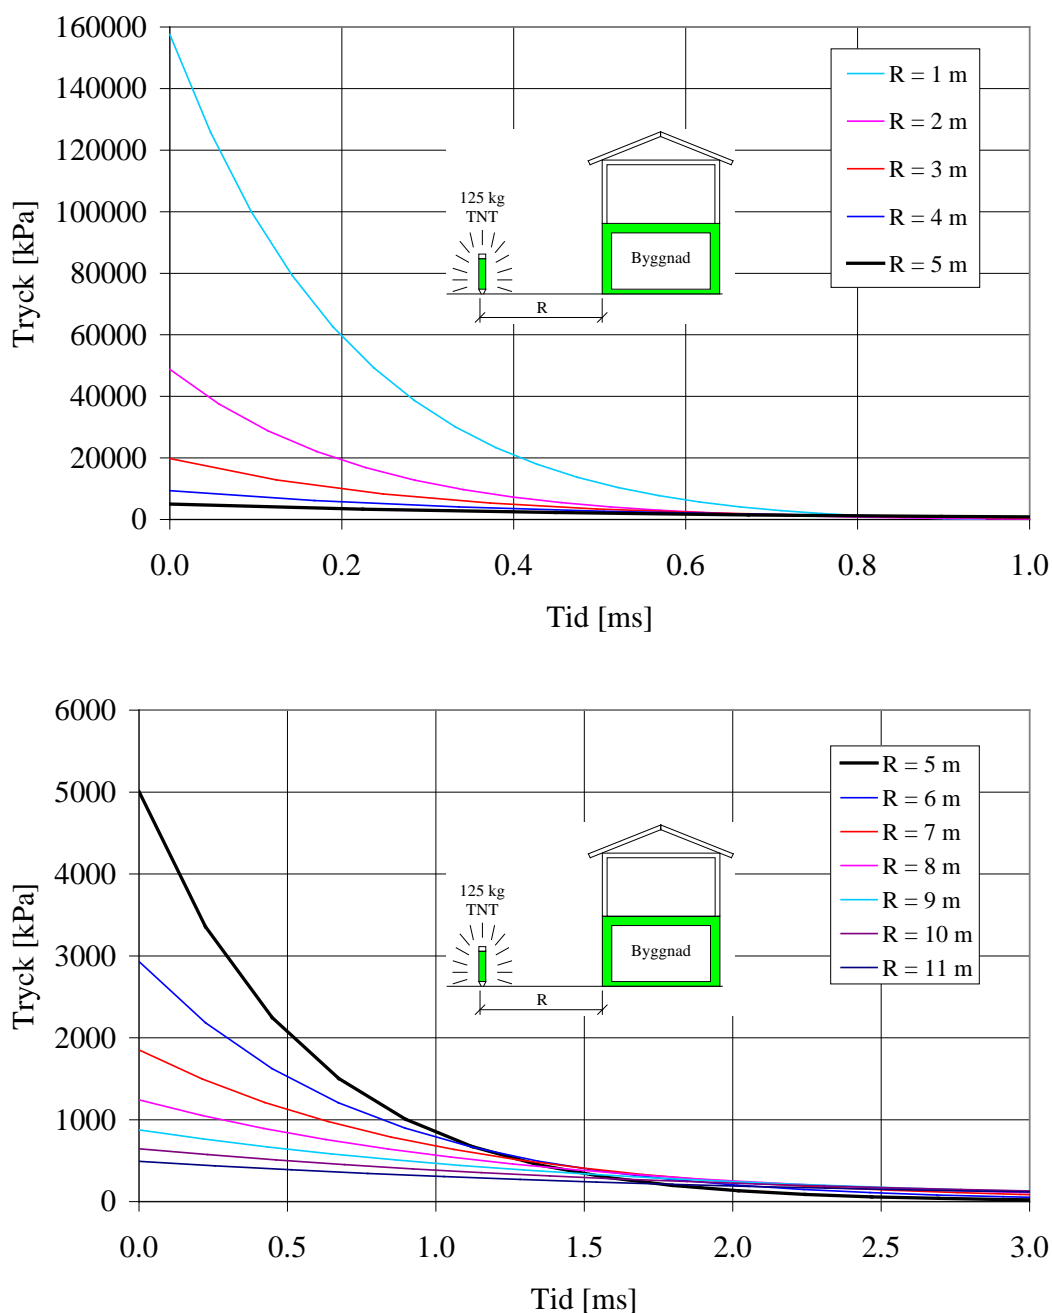 160000
140000
120000
100000
80000
60000
40000
20000
0
Tryck [kPa]
0.0 0.2 0.4 0.6 0.8 1.0
Tid [ms]
R = 1 m
R = 2 m
R = 3 m
R = 4 m
R = 5 m
125 kg
TNT
Byggnad
R
6000
5000
4000
3000
2000
1000
0
Tryck [kPa]
0.0 0.5 1.0 1.5 2.0 2.5 3.0
Tid [ms]
R = 5 m
R = 6 m
R = 7 m
R = 8 m
R = 9 m
R = 10 m
R = 11 m
125 kg
TNT
Byggnad
R